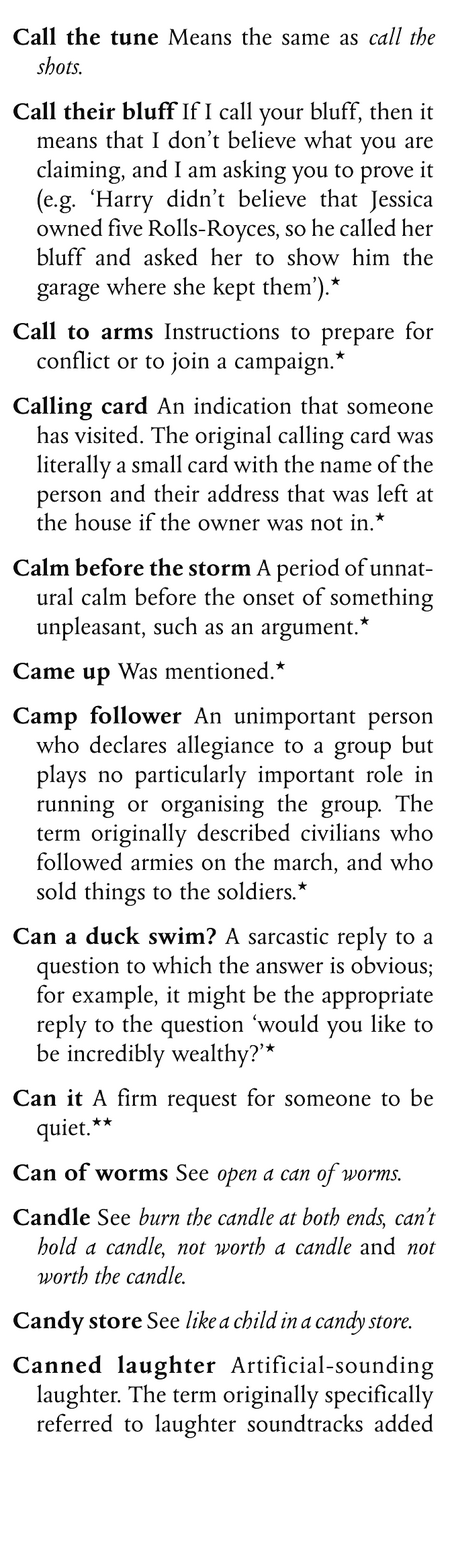 Call the tune Means the same as call the
shots.
Call their bluff If I call your bluff, then it
means that I don’t believe what you are
claiming, and I am asking you to prove it
(e.g. ‘Harry didn’t believe that Jessica
owned five Rolls-Royces, so he called her
bluff and asked her to show him the
garage where she kept them’).★
Call to arms Instructions to prepare for
conflict or to join a campaign.★
Calling card An indication that someone
has visited. The original calling card was
literally a small card with the name of the
person and their address that was left at
the house if the owner was not in.★
Calm before the storm A period of unnat-
ural calm before the onset of something
unpleasant, such as an argument.★
Came up Was mentioned.★
Camp follower An unimportant person
who declares allegiance to a group but
plays no particularly important role in
running or organising the group. The
term originally described civilians who
followed armies on the march, and who
sold things to the soldiers.★
Can a duck swim? A sarcastic reply to a
question to which the answer is obvious;
for example, it might be the appropriate
reply to the question ‘would you like to
be incredibly wealthy?’★
Can it A firm request for someone to be
quiet.★★
Can of worms See open a can of worms.
Candle See burn the candle at both ends, can’t
hold a candle, not worth a candle and not
worth the candle.
Candy store See like a child in a candy store.
Canned laughter Artificial-sounding
laughter. The term originally specifically
referred to laughter soundtracks added